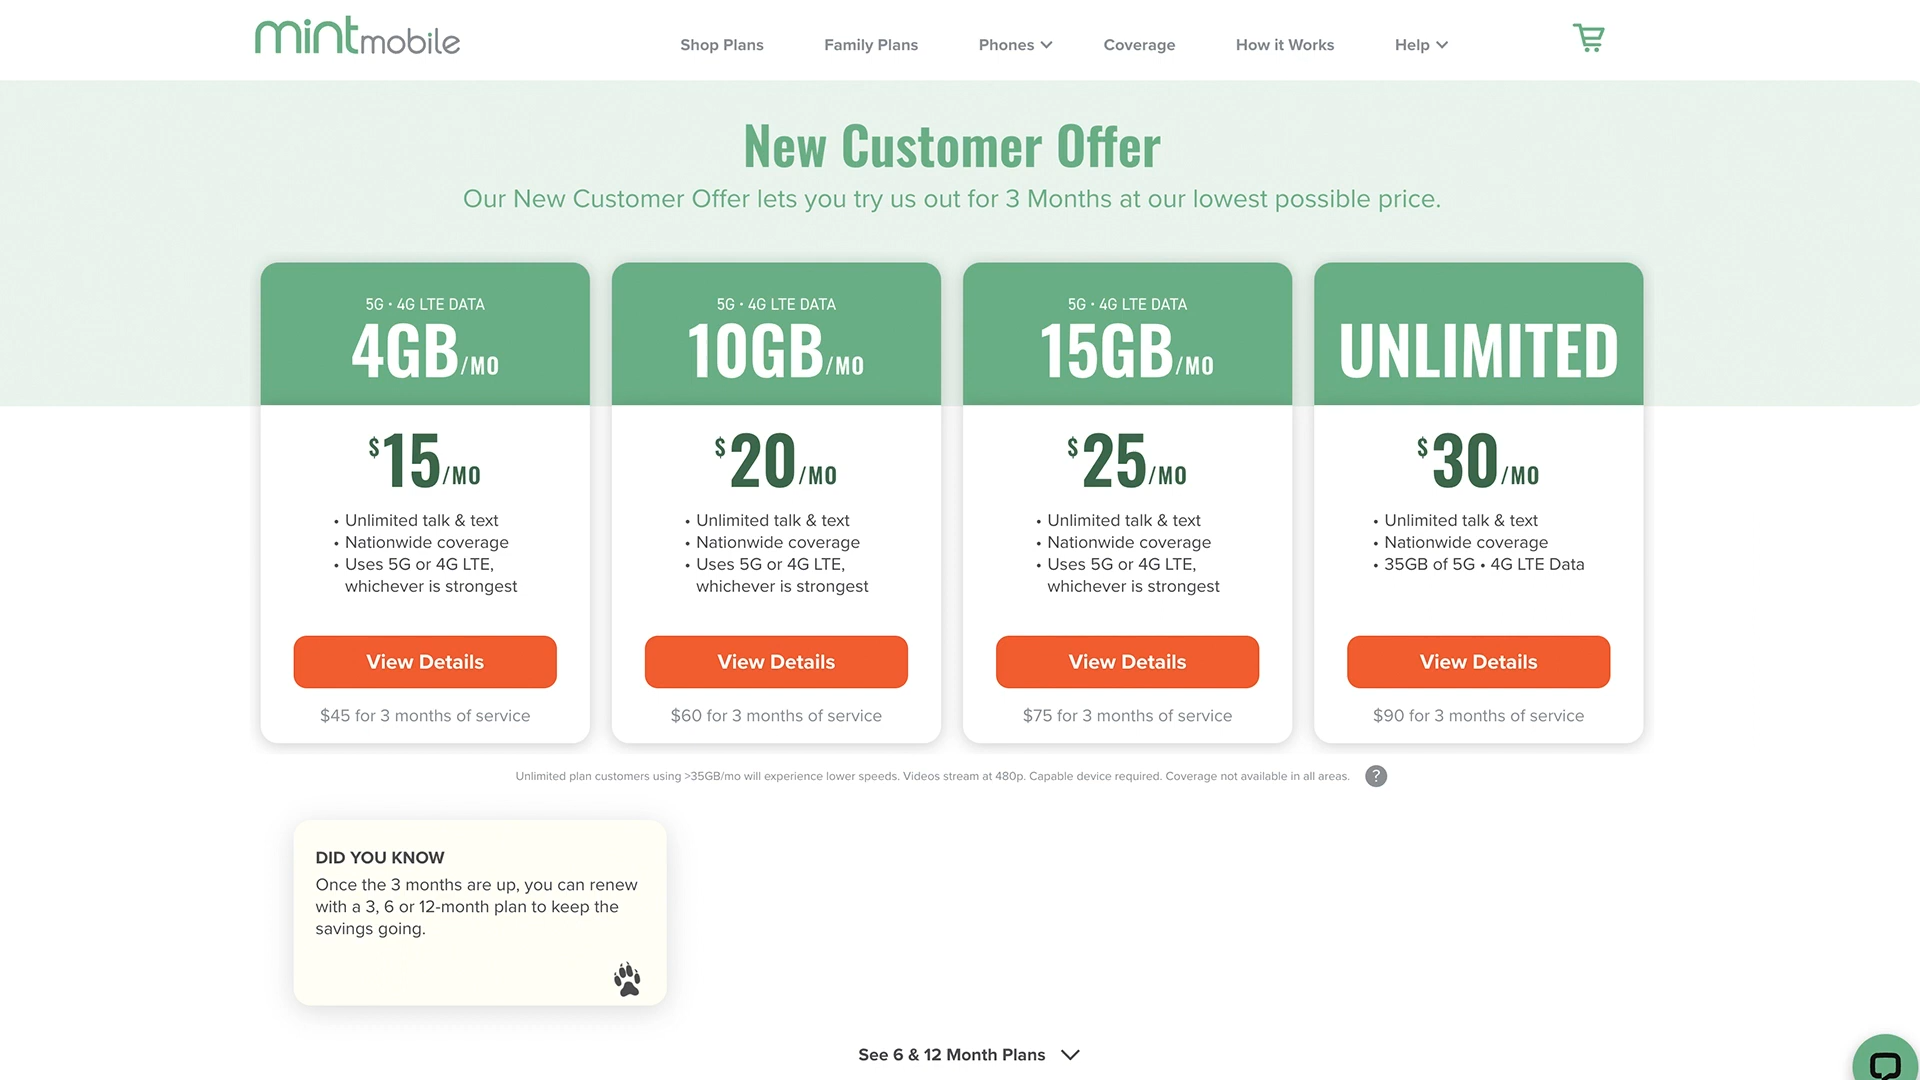 mintmobile
Shop Plans
Family Plans
Phones
Coverage
How it Works
Help
New Customer Offer
Our New Customer Offer lets you try us out for 3 Months at our lowest possible price.
5G • 4G LTE DATA
4GB/MO
$15/MO
• Unlimited talk & text
• Nationwide coverage
• Uses 5G or 4G LTE,
whichever is strongest
View Details
$45 for 3 months of service
5G • 4G LTE DATA
10GB/MO
$20/MO
• Unlimited talk & text
• Nationwide coverage
• Uses 5G or 4G LTE,
whichever is strongest
View Details
$60 for 3 months of service
5G • 4G LTE DATA
15GB/MO
$25/MO
• Unlimited talk & text
• Nationwide coverage
• Uses 5G or 4G LTE,
whichever is strongest
View Details
$75 for 3 months of service
UNLIMITED
$30/MO
• Unlimited talk & text
• Nationwide coverage
• 35GB of 5G • 4G LTE Data
View Details
$90 for 3 months of service
Unlimited plan customers using >35GB/mo will experience lower speeds. Videos stream at 480p. Capable device required. Coverage not available in all areas. ?
DID YOU KNOW
Once the 3 months are up, you can renew
with a 3, 6 or 12-month plan to keep the
savings going.
See 6 & 12 Month Plans